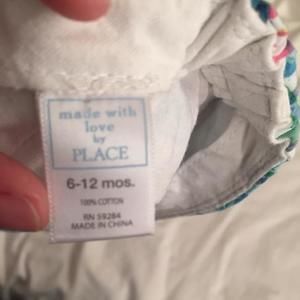 made with
love
by
PLACE
6-12 mos.
100% COTTON
RN 59284
MADE IN CHINA